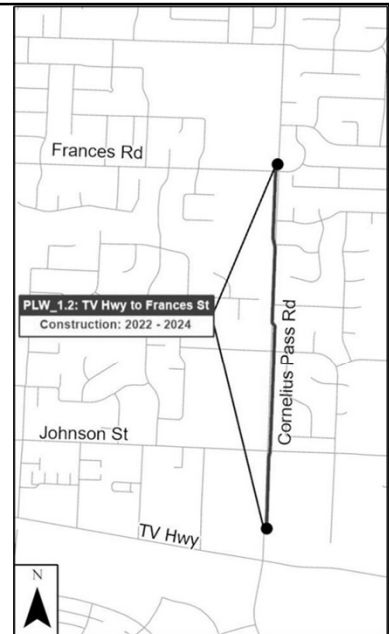 Frances Rd
PLW_1.2: TV Hwy to Frances St
Construction: 2022 - 2024
Cornelius Pass Rd
Johnson St
TV Hwy
N